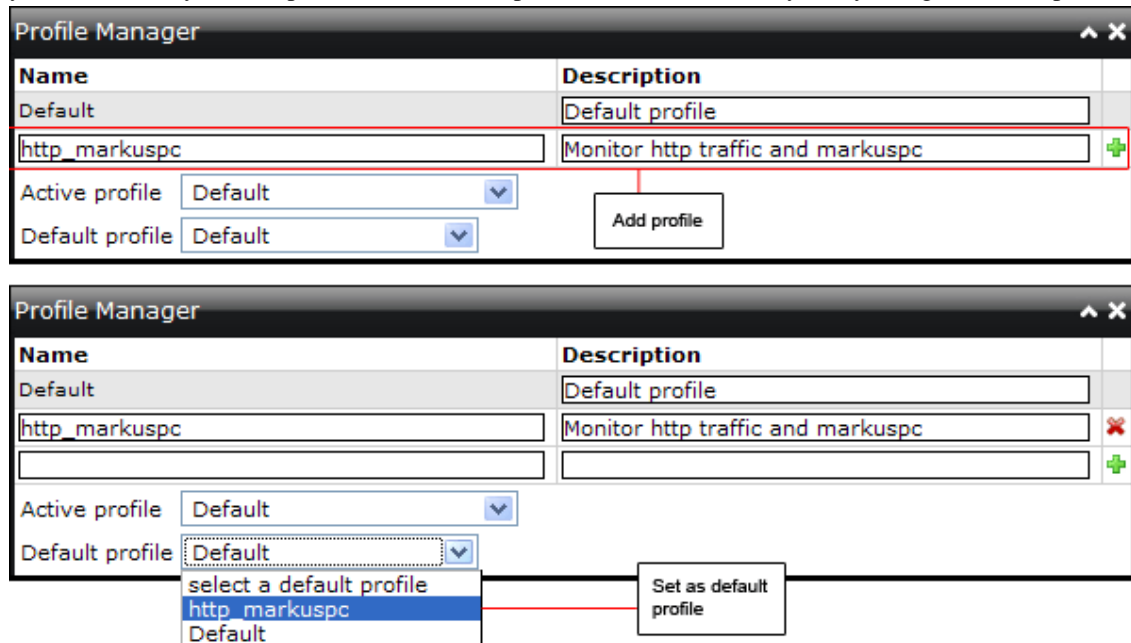 Profile Manager
Name Description
Default Default profile
http_markuspc Monitor http traffic and markuspc
Active profile Default
Add profile
Default profile Default
Profile Manager
Name Description
Default Default profile
http_markuspc Monitor http traffic and markuspc
Active profile Default
Default profile Default
select a default profile
http_markuspc
Default
Set as default
profile